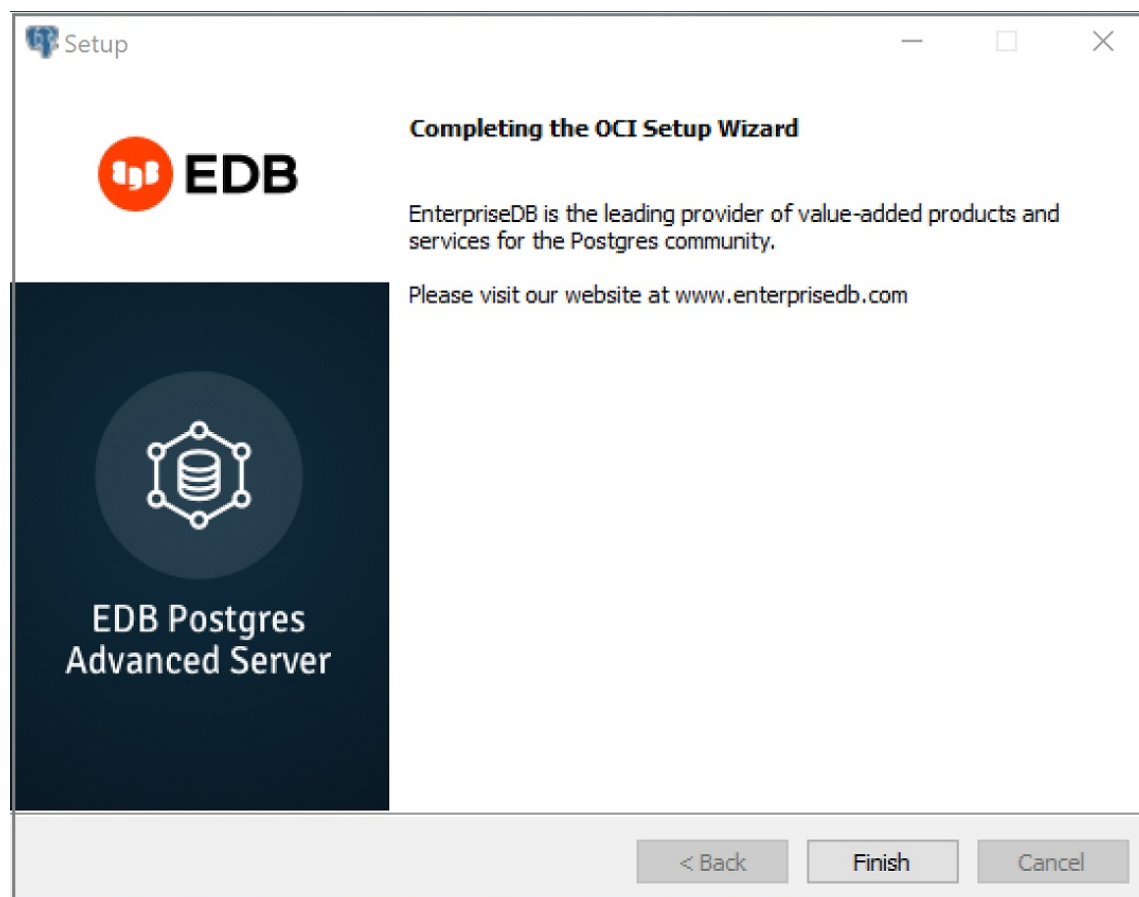 Setup
EDB
Completing the OCI Setup Wizard
EnterpriseDB is the leading provider of value-added products and
services for the Postgres community.
Please visit our website at www.enterprisedb.com
EDB Postgres
Advanced Server
< Back
Finish
Cancel